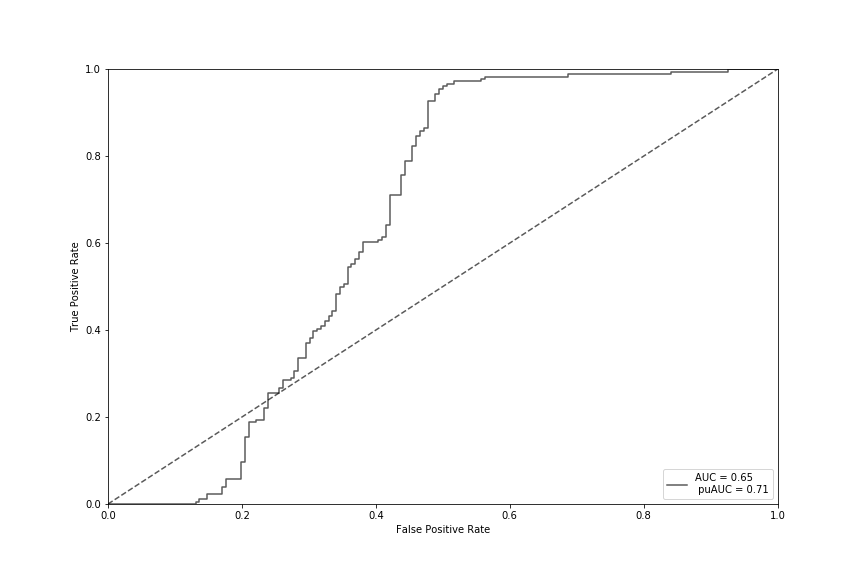 1.0
0.8
0.6
0.4
0.2
0.0
True Positive Rate
0.0 0.2 0.4 0.6 0.8 1.0
False Positive Rate
AUC = 0.65
puAUC = 0.71